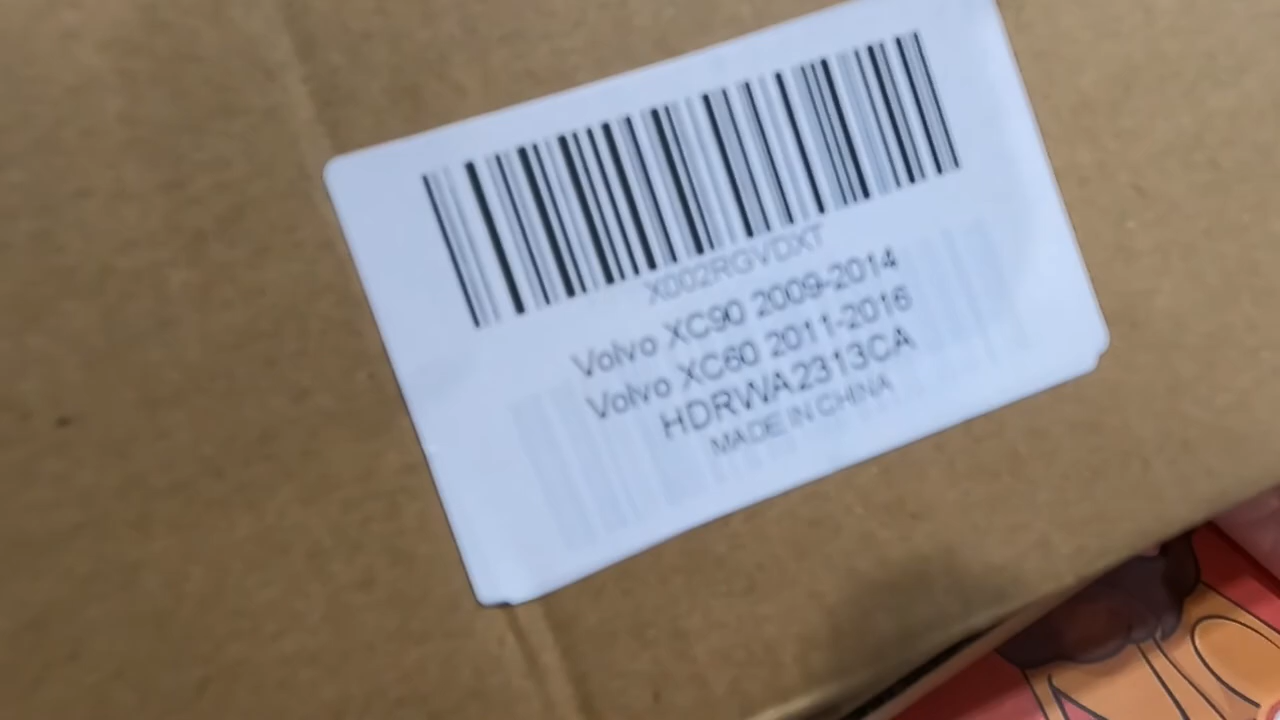 X002RGVDXT
Volvo XC90 2009-2014
Volvo XC60 2011-2016
HDRWA2313CA
MADE IN CHINA